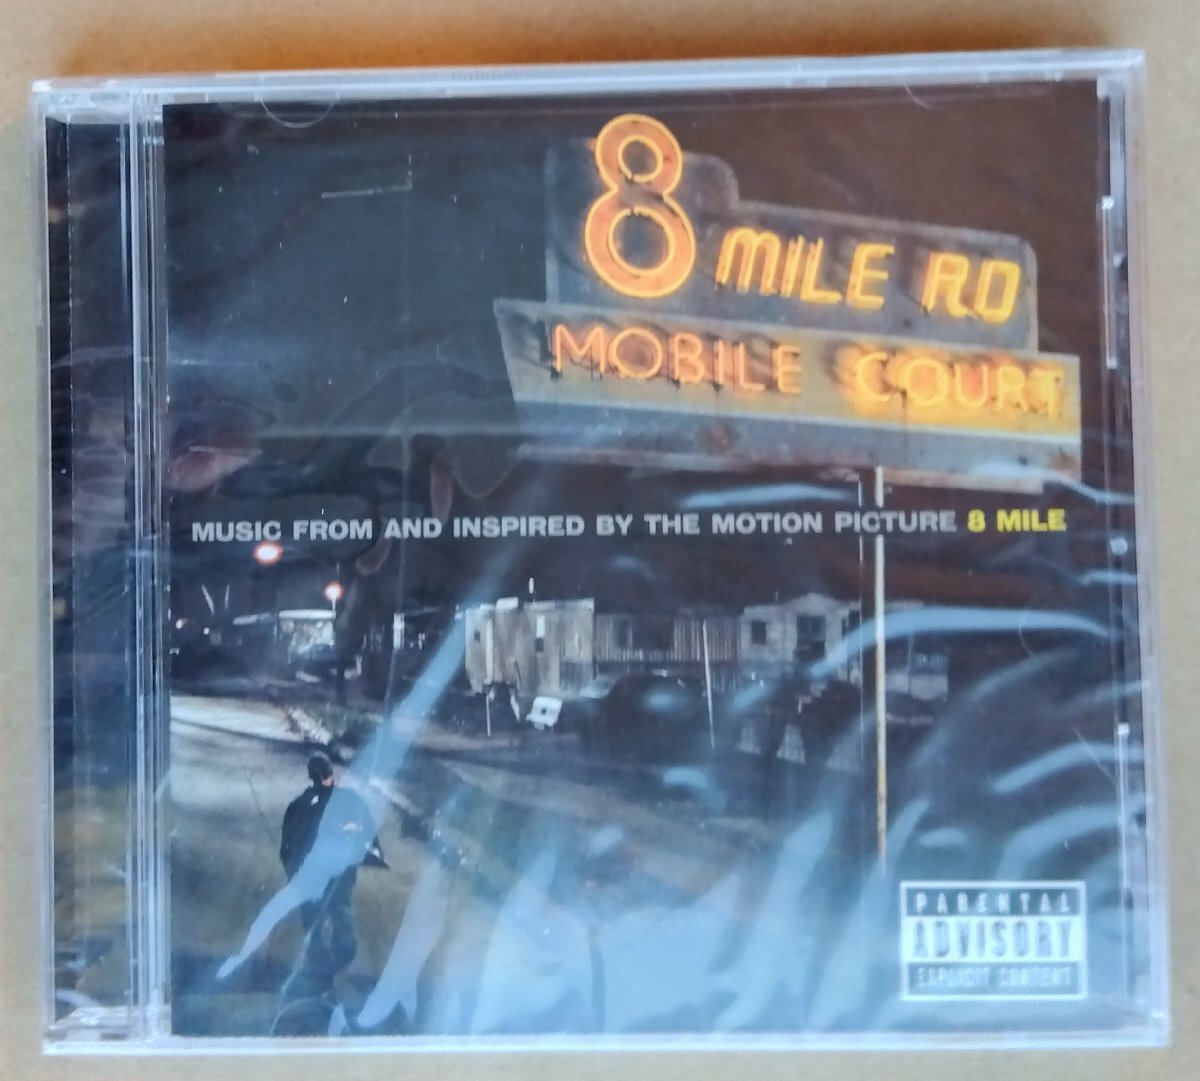 8 MILE RD
MOBILE COURT
MUSIC FROM AND INSPIRED BY THE MOTION PICTURE 8 MILE
PARENTAL
ADVISORY
EXPLICIT CONTENT